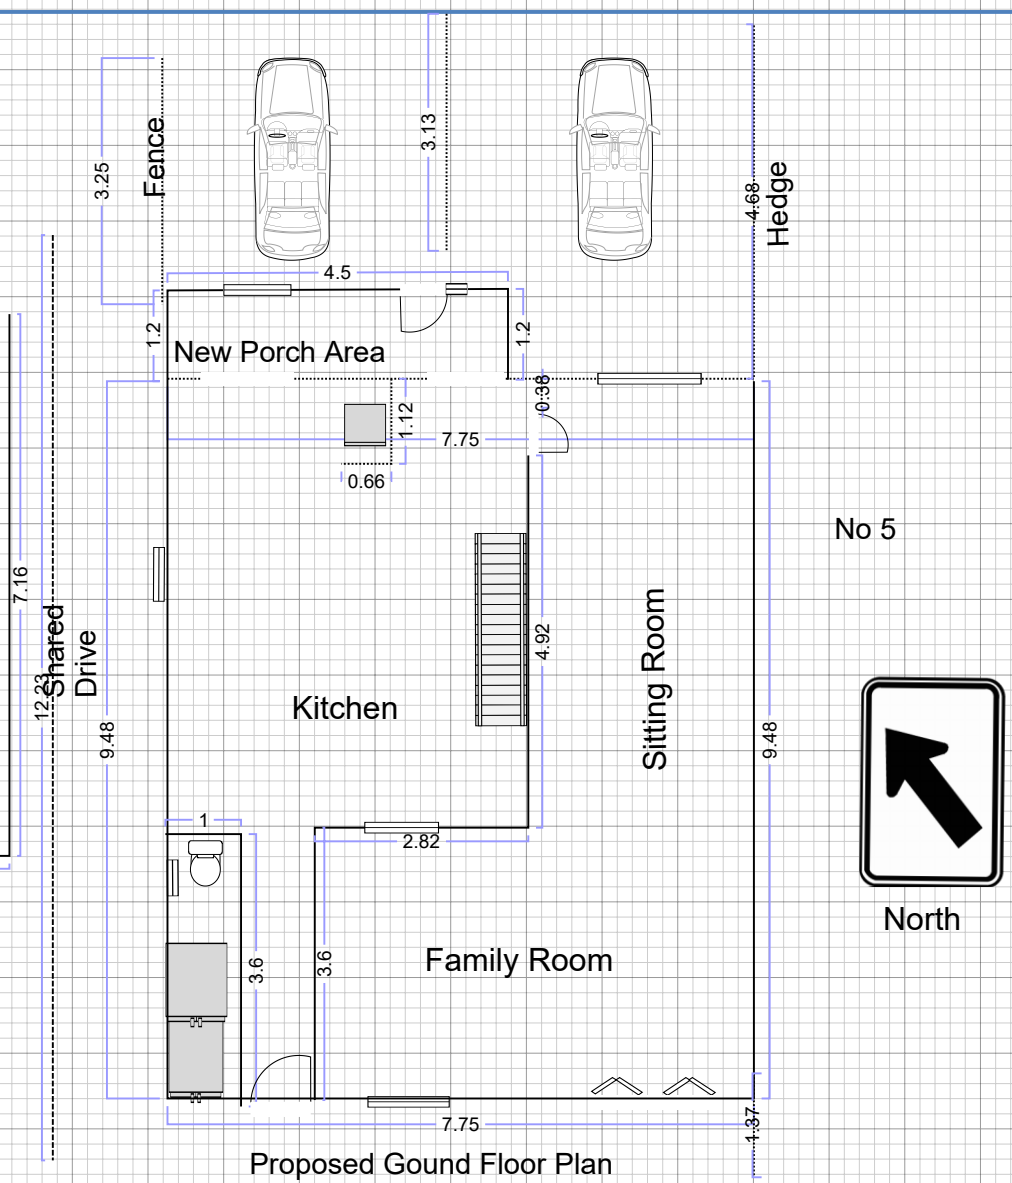 3.13
Fence
3.25
4.68
Hedge
4.5
1.2
1.2
New Porch Area
0.38
1.12
7.75
0.66
No 5
7.16
Shared
Drive
12.23
4.92
Sitting Room
Kitchen
9.48
9.48
1
2.82
North
3.6
3.6
Family Room
7.75
1.37
Proposed Gound Floor Plan